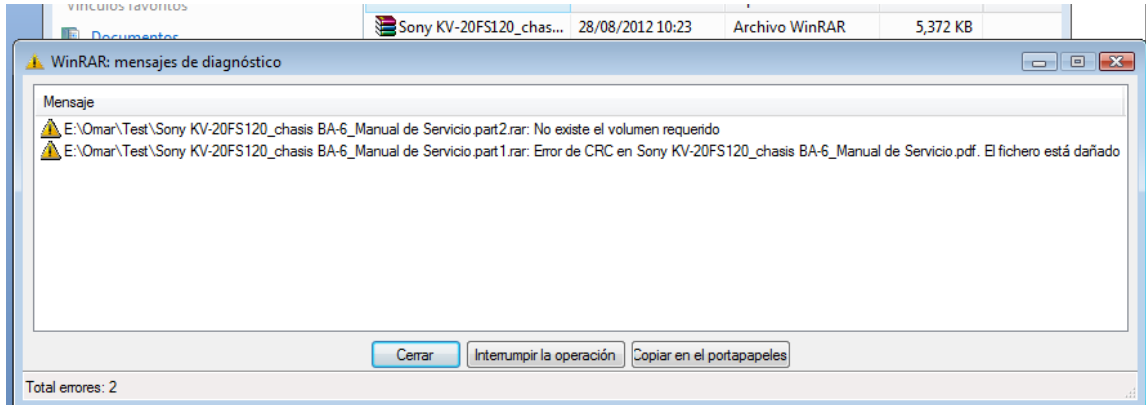 Vínculos favoritos
Documentos
Sony KV-20FS120_chas... 28/08/2012 10:23 Archivo WinRAR 5,372 KB
WinRAR: mensajes de diagnóstico
Mensaje
E:\Omar\Test\Sony KV-20FS120_chasis BA-6_Manual de Servicio.part2.rar: No existe el volumen requerido
E:\Omar\Test\Sony KV-20FS120_chasis BA-6_Manual de Servicio.part1.rar: Error de CRC en Sony KV-20FS120_chasis BA-6_Manual de Servicio.pdf. El fichero está dañado
Cerrar Interrumpir la operación Copiar en el portapapeles
Total errores: 2